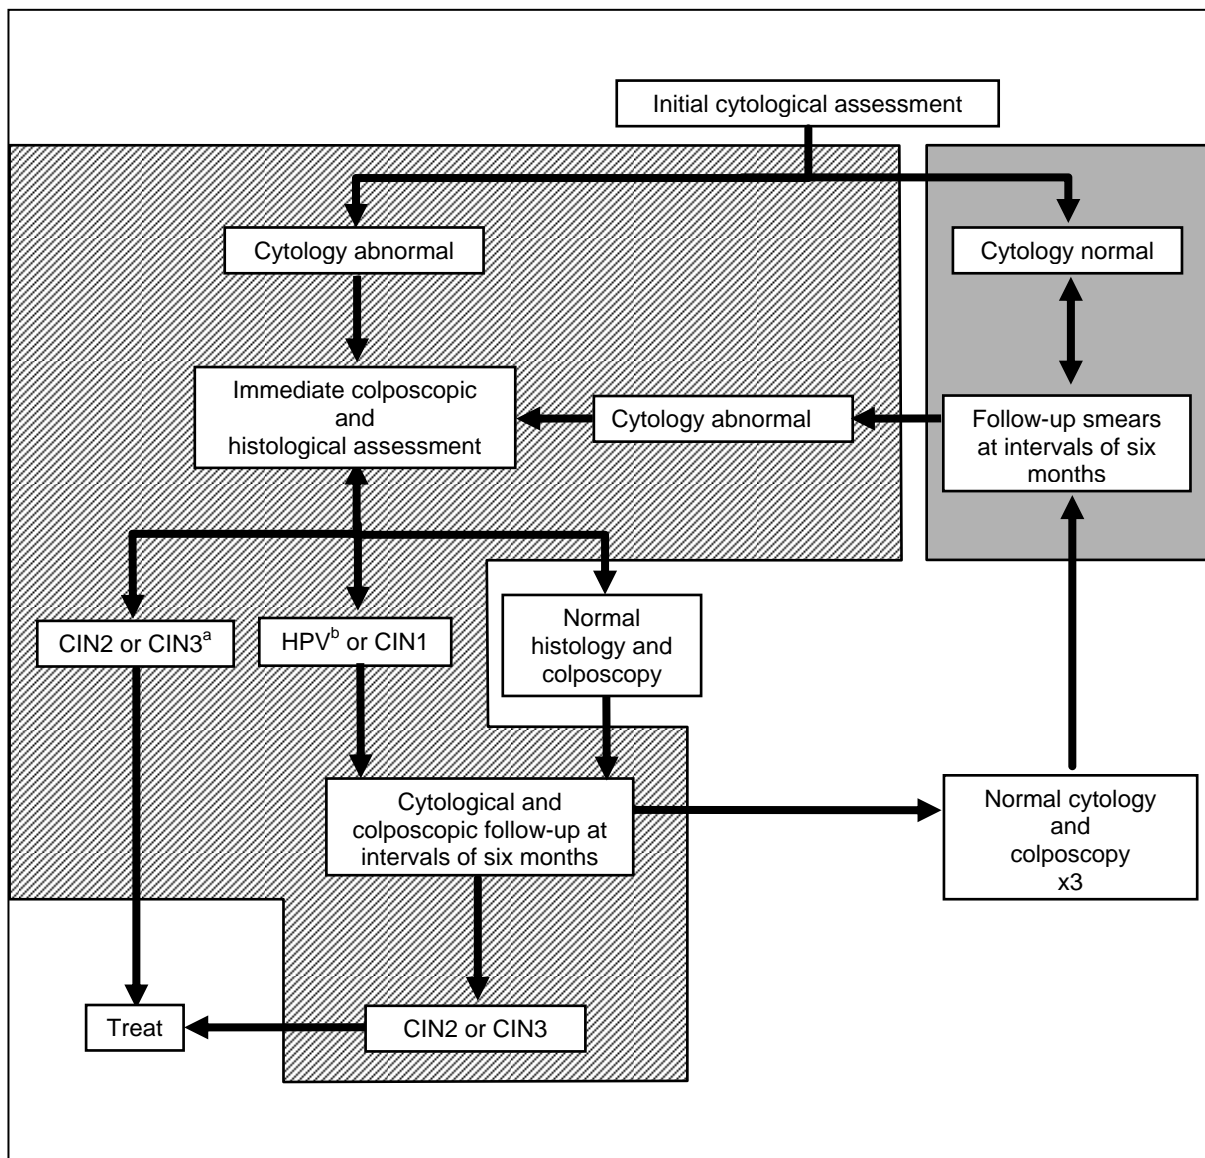 Initial cytological assessment
Cytology abnormal
Cytology normal
Immediate colposcopic
and
histological assessment
Cytology abnormal
Follow-up smears
at intervals of six
months
CIN2 or CIN3a
HPVb or CIN1
Normal
histology and
colposcopy
Cytological and
colposcopic follow-up at
intervals of six months
Normal cytology
and
colposcopy
x3
Treat
CIN2 or CIN3